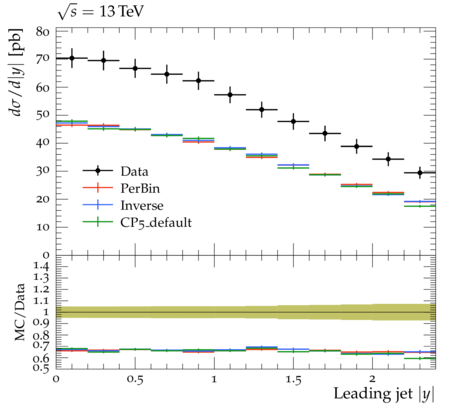 √s = 13 TeV
dσ/d|y| [pb]
80
70
60
50
40
30
20
10
0
Data
PerBin
Inverse
CP5_default
MC/Data
1.4
1.3
1.2
1.1
1
0.9
0.8
0.7
0.6
0.5
0 0.5 1 1.5 2
Leading jet |y|